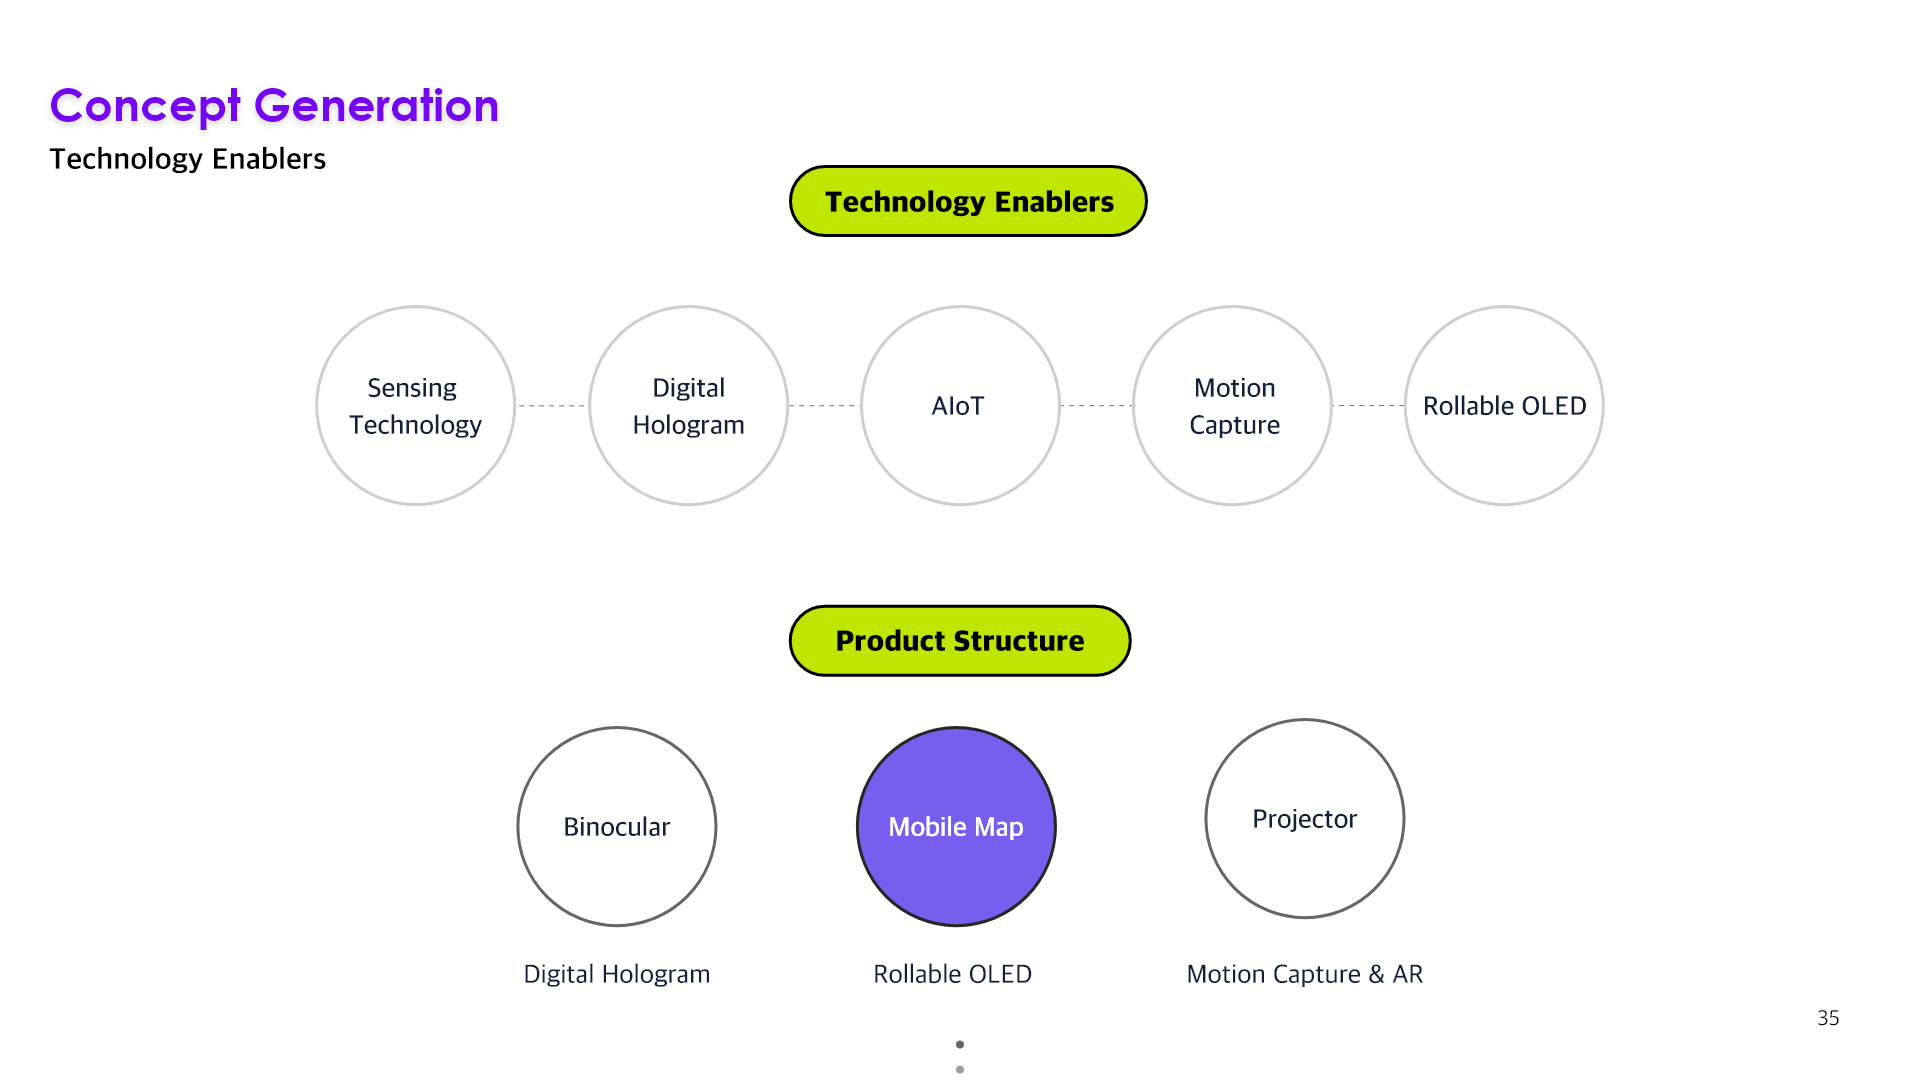 Concept Generation
Technology Enablers
Technology Enablers
Sensing
Technology
Digital
Hologram
AIoT
Motion
Capture
Rollable OLED
Product Structure
Binocular
Mobile Map
Projector
Digital Hologram
Rollable OLED
Motion Capture & AR
35